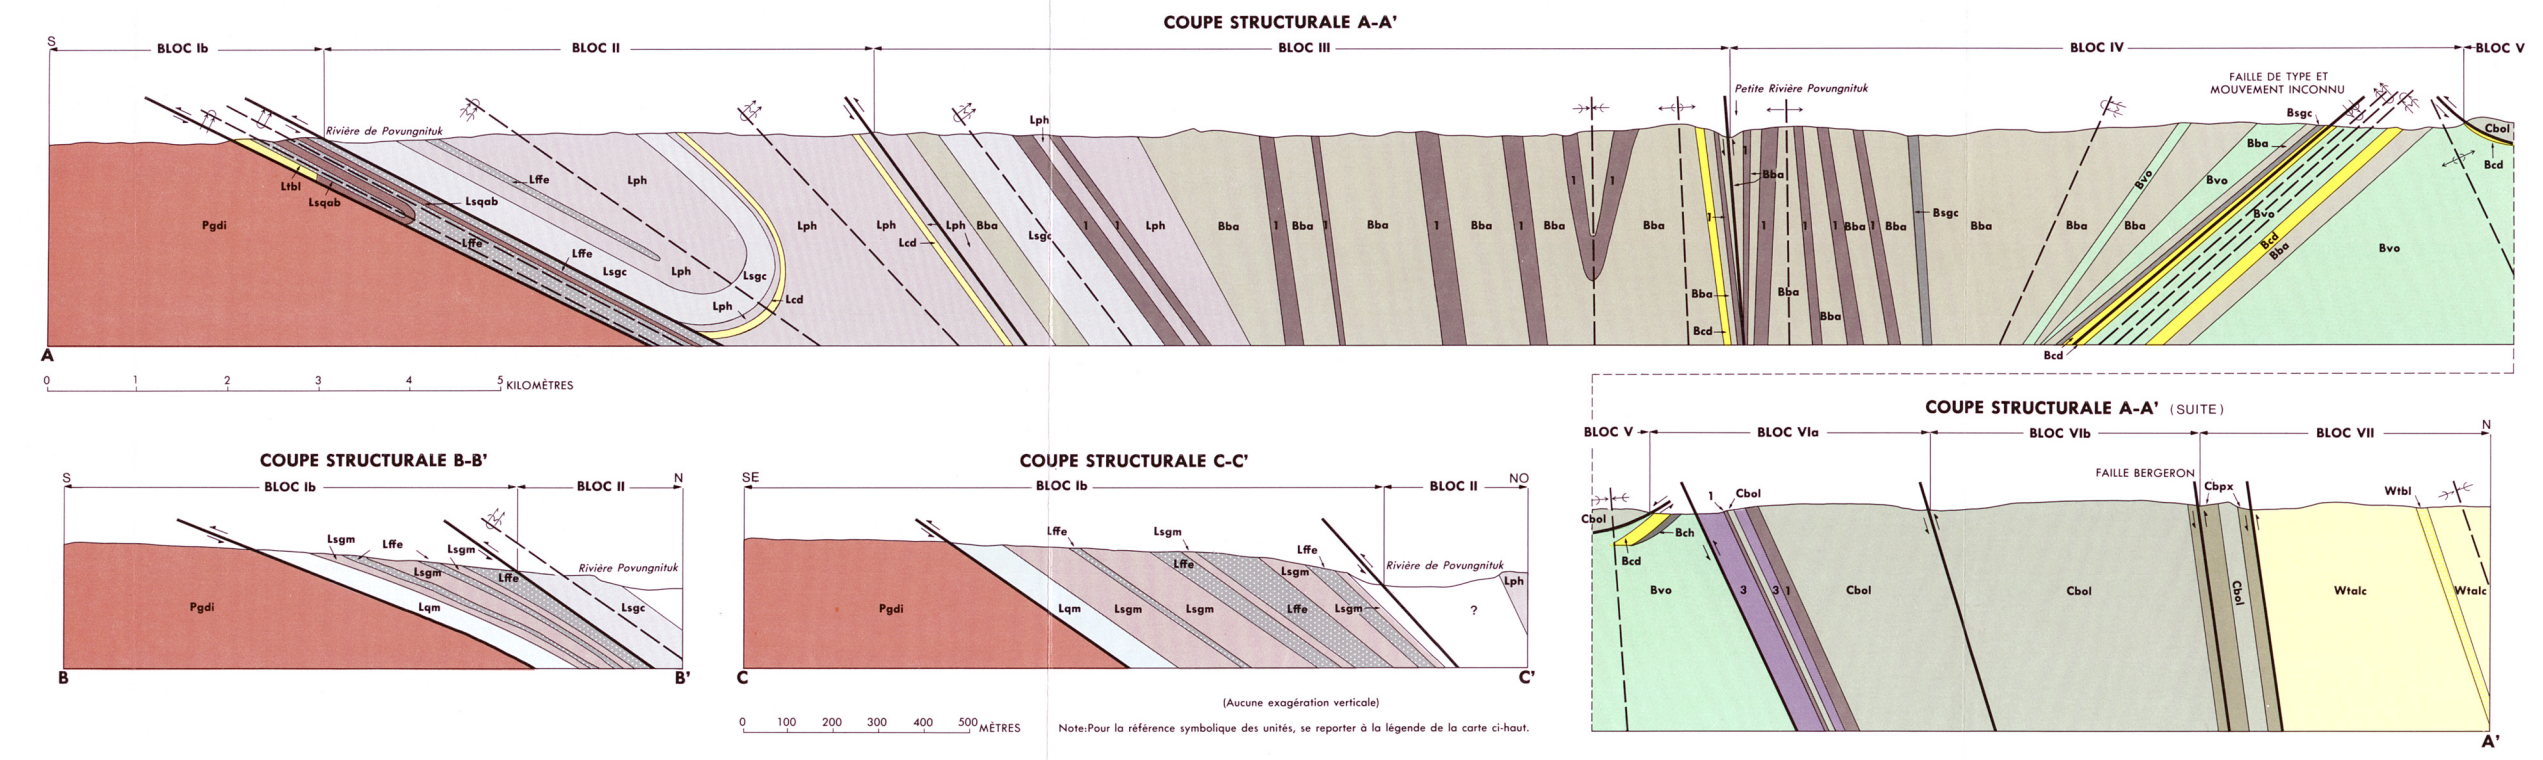 COUPE STRUCTURALE A-A'
S
BLOC Ib
BLOC II
BLOC III
BLOC IV
BLOC V
FAILLE DE TYPE ET
MOUVEMENT INCONNU
Rivière de Povungnituk
Petite Rivière Povungnituk
Lph
Bsgc
Cbol
Bba
Bcd
Ltbl
Lsqab
Lsqab
Lffe
Lph
Bba
Bsgc
Bvo
Bvo
Pgdi
Lffe
Lffe
Lsgc
Lph
Lsgc
Lph
Lcd
Lph
Lph
Lcd
Lph
Bba
Lsgc
1
1
Lph
Bba
1
Bba
1
Bba
1
Bba
1
Bba
1
1
Bba
1
Bba
Bcd
1
1
Bba
1
Bba
1
Bba
1
Bba
Bba
Bba
Bba
Bvo
Bcd
Bba
Bvo
Bcd
A
0 1 2 3 4 5 KILOMÈTRES
COUPE STRUCTURALE A-A' (SUITE)
BLOC V
BLOC VIa
BLOC VIb
BLOC VII
N
FAILLE BERGERON
Cbpx
Wtbl
1
Cbol
Cbol
Bch
Bcd
Bvo
3
3
1
Cbol
Cbol
Cbol
Wtalc
Wtalc
A'
COUPE STRUCTURALE B-B'
S
N
BLOC Ib
BLOC II
Lsgm
Lffe
Lsgm
Rivière Povungnituk
Lsgm
Lffe
Pgdi
Lqm
Lsgc
B
B'
COUPE STRUCTURALE C-C'
SE
NO
BLOC Ib
BLOC II
Lffe
Lsgm
Lffe
Rivière de Povungnituk
Lffe
Lsgm
Lph
Pgdi
Lqm
Lsgm
Lsgm
Lffe
Lsgm
?
C
C'
(Aucune exagération verticale)
0 100 200 300 400 500 MÈTRES
Note:Pour la référence symbolique des unités, se reporter à la légende de la carte ci-haut.